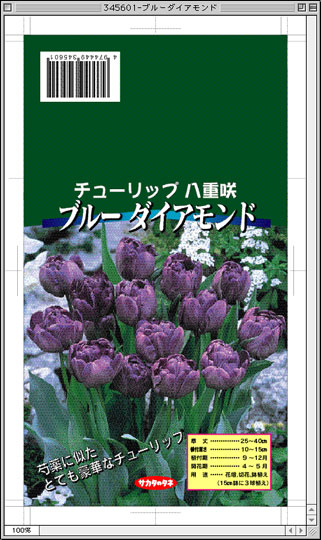 345601-ブルーダイアモンド
4 974449 345601
チューリップ 八重咲
ブルー ダイアモンド
芍薬に似た
とても豪華なチューリップ
サカタのタネ
草 丈 ………… 25〜40cm
植付深さ ………… 10〜15cm
植付期 ………… 9〜12月
開花期 ………… 4〜5月
用 途 …… 花壇、切花、鉢植え
(15cm鉢に3球植え)
100%